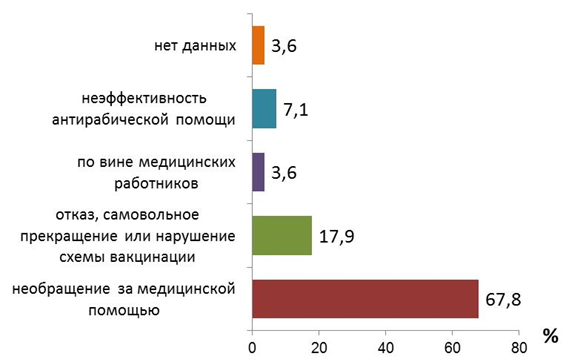 нет данных
3,6
неэффективность
антирабической помощи
7,1
по вине медицинских
работников
3,6
отказ, самовольное
прекращение или нарушение
схемы вакцинации
17,9
необращение за медицинской
помощью
67,8
0 20 40 60 80 %